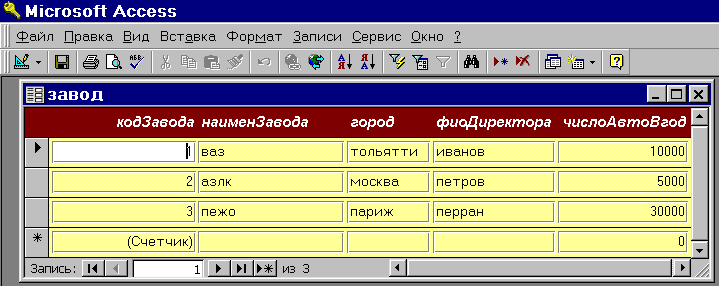 Microsoft Access
Файл Правка Вид Вставка Формат Записи Сервис Окно ?
завод
кодЗавода наименЗавода город фиоДиректора числоАвтоВгод
1 ваз тольятти иванов 10000
2 азлк москва петров 5000
3 пежо париж перран 30000
(Счетчик) 0
Запись: 1 из 3